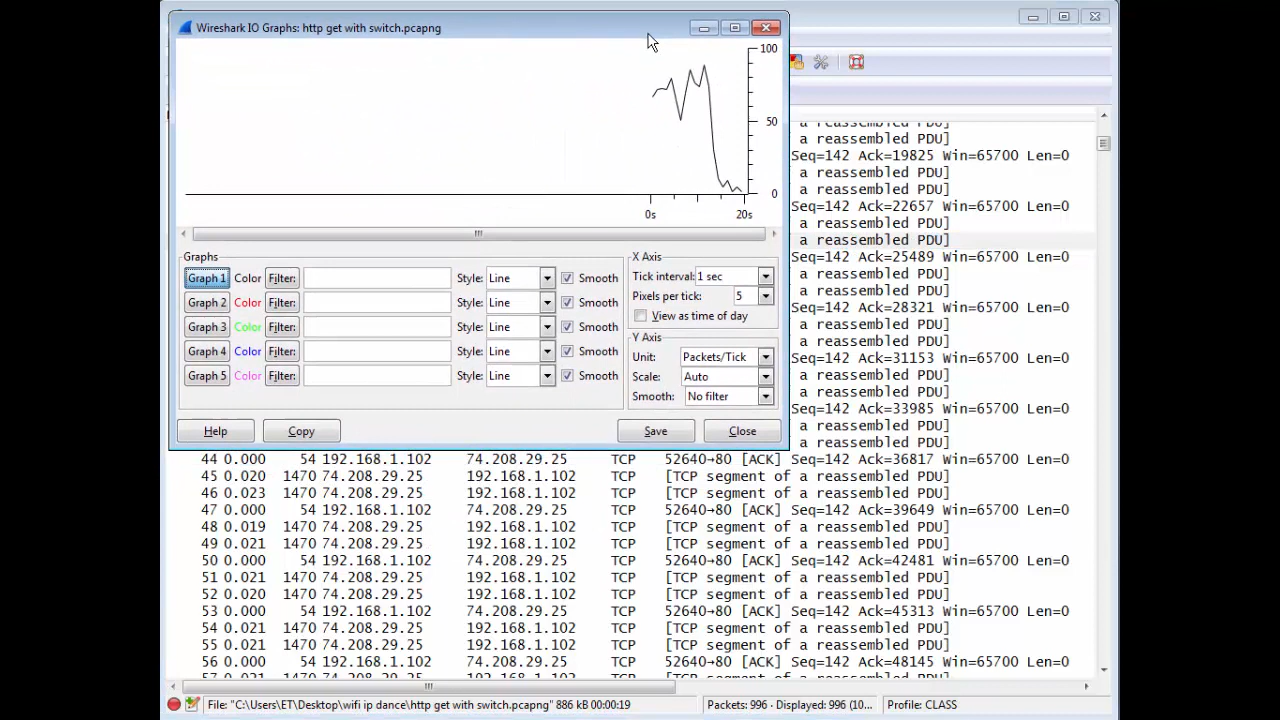 Wireshark IO Graphs: http get with switch.pcapng
100
50
0
0s 20s
Graphs
Graph 1 Color Filter: Style: Line Smooth
Graph 2 Color Filter: Style: Line Smooth
Graph 3 Color Filter: Style: Line Smooth
Graph 4 Color Filter: Style: Line Smooth
Graph 5 Color Filter: Style: Line Smooth
X Axis
Tick interval: 1 sec
Pixels per tick: 5
View as time of day
Y Axis
Unit: Packets/Tick
Scale: Auto
Smooth: No filter
Help Copy Save Close
a reassembled PDU]
a reassembled PDU]
Seq=142 Ack=19825 Win=65700 Len=0
a reassembled PDU]
a reassembled PDU]
Seq=142 Ack=22657 Win=65700 Len=0
a reassembled PDU]
a reassembled PDU]
Seq=142 Ack=25489 Win=65700 Len=0
a reassembled PDU]
a reassembled PDU]
Seq=142 Ack=28321 Win=65700 Len=0
a reassembled PDU]
a reassembled PDU]
Seq=142 Ack=31153 Win=65700 Len=0
a reassembled PDU]
a reassembled PDU]
Seq=142 Ack=33985 Win=65700 Len=0
a reassembled PDU]
a reassembled PDU]
44 0.000 54 192.168.1.102 74.208.29.25 TCP 52640→80 [ACK] Seq=142 Ack=36817 Win=65700 Len=0
45 0.020 1470 74.208.29.25 192.168.1.102 TCP [TCP segment of a reassembled PDU]
46 0.023 1470 74.208.29.25 192.168.1.102 TCP [TCP segment of a reassembled PDU]
47 0.000 54 192.168.1.102 74.208.29.25 TCP 52640→80 [ACK] Seq=142 Ack=39649 Win=65700 Len=0
48 0.019 1470 74.208.29.25 192.168.1.102 TCP [TCP segment of a reassembled PDU]
49 0.021 1470 74.208.29.25 192.168.1.102 TCP [TCP segment of a reassembled PDU]
50 0.000 54 192.168.1.102 74.208.29.25 TCP 52640→80 [ACK] Seq=142 Ack=42481 Win=65700 Len=0
51 0.021 1470 74.208.29.25 192.168.1.102 TCP [TCP segment of a reassembled PDU]
52 0.020 1470 74.208.29.25 192.168.1.102 TCP [TCP segment of a reassembled PDU]
53 0.000 54 192.168.1.102 74.208.29.25 TCP 52640→80 [ACK] Seq=142 Ack=45313 Win=65700 Len=0
54 0.021 1470 74.208.29.25 192.168.1.102 TCP [TCP segment of a reassembled PDU]
55 0.021 1470 74.208.29.25 192.168.1.102 TCP [TCP segment of a reassembled PDU]
56 0.000 54 192.168.1.102 74.208.29.25 TCP 52640→80 [ACK] Seq=142 Ack=48145 Win=65700 Len=0
57 0.021 1470 74.208.29.25 192.168.1.102 TCP [TCP segment of a reassembled PDU]
File: "C:\Users\ET\Desktop\wifi ip dance\http get with switch.pcapng" 886 kB 00:00:19 Packets: 996 · Displayed: 996 (10... Profile: CLASS